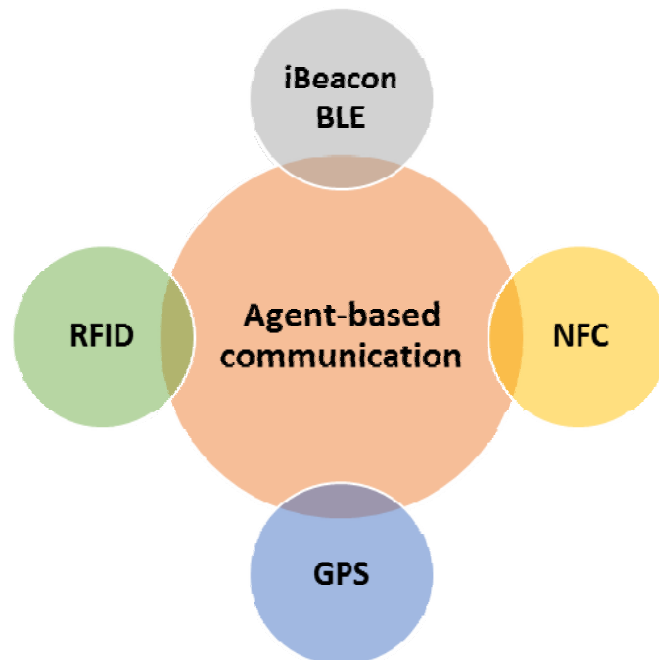 iBeacon
BLE
RFID
Agent-based
communication
NFC
GPS